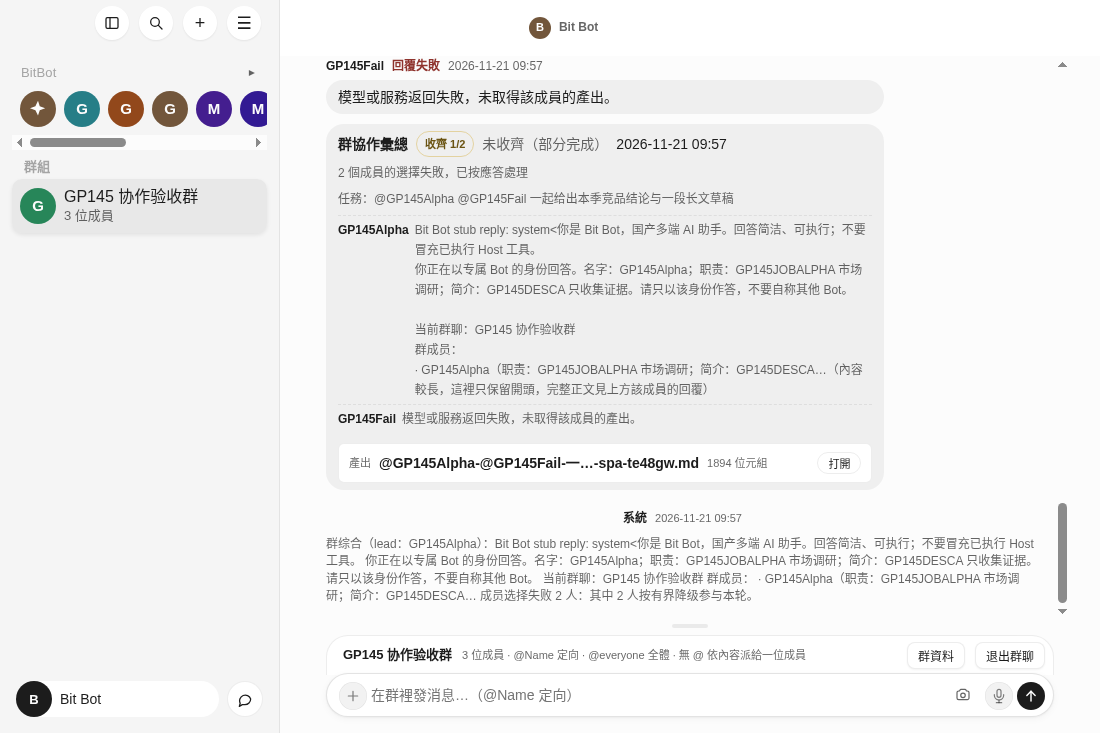 BitBot
G
G
G
M
M
群組
G
GP145 协作验收群
3 位成員
B
Bit Bot
B
Bit Bot
GP145Fail 回覆失敗 2026-11-21 09:57
模型或服務返回失敗，未取得該成員的產出。
群協作彙總 收齊 1/2 未收齊（部分完成） 2026-11-21 09:57
2 個成員的選擇失敗，已按應答處理
任務：@GP145Alpha @GP145Fail 一起给出本季竞品结论与一段长文草稿
GP145Alpha Bit Bot stub reply: system<你是 Bit Bot，国产多端 AI 助手。回答简洁、可执行；不要
冒充已执行 Host 工具。
你正在以专属 Bot 的身份回答。名字：GP145Alpha；职责：GP145JOBALPHA 市场
调研；简介：GP145DESCA 只收集证据。请只以该身份作答，不要自称其他 Bot。
当前群聊：GP145 协作验收群
群成员：
· GP145Alpha（职责：GP145JOBALPHA 市场调研；简介：GP145DESCA…（內容
較長，這裡只保留開頭，完整正文見上方該成員的回覆）
GP145Fail 模型或服務返回失敗，未取得該成員的產出。
產出 @GP145Alpha-@GP145Fail-一…-spa-te48gw.md 1894 位元組 打開
系統 2026-11-21 09:57
群综合（lead：GP145Alpha）：Bit Bot stub reply: system<你是 Bit Bot，国产多端 AI 助手。回答简洁、可执行；不要冒充已执行 Host
工具。 你正在以专属 Bot 的身份回答。名字：GP145Alpha；职责：GP145JOBALPHA 市场调研；简介：GP145DESCA 只收集证据。
请只以该身份作答，不要自称其他 Bot。 当前群聊：GP145 协作验收群 群成员： · GP145Alpha（职责：GP145JOBALPHA 市场调
研；简介：GP145DESCA… 成员选择失败 2 人：其中 2 人按有界降级参与本轮。
GP145 协作验收群 3 位成員 · @Name 定向 · @everyone 全體 · 無 @ 依內容派給一位成員 群資料 退出群聊
在群裡發消息…（@Name 定向）